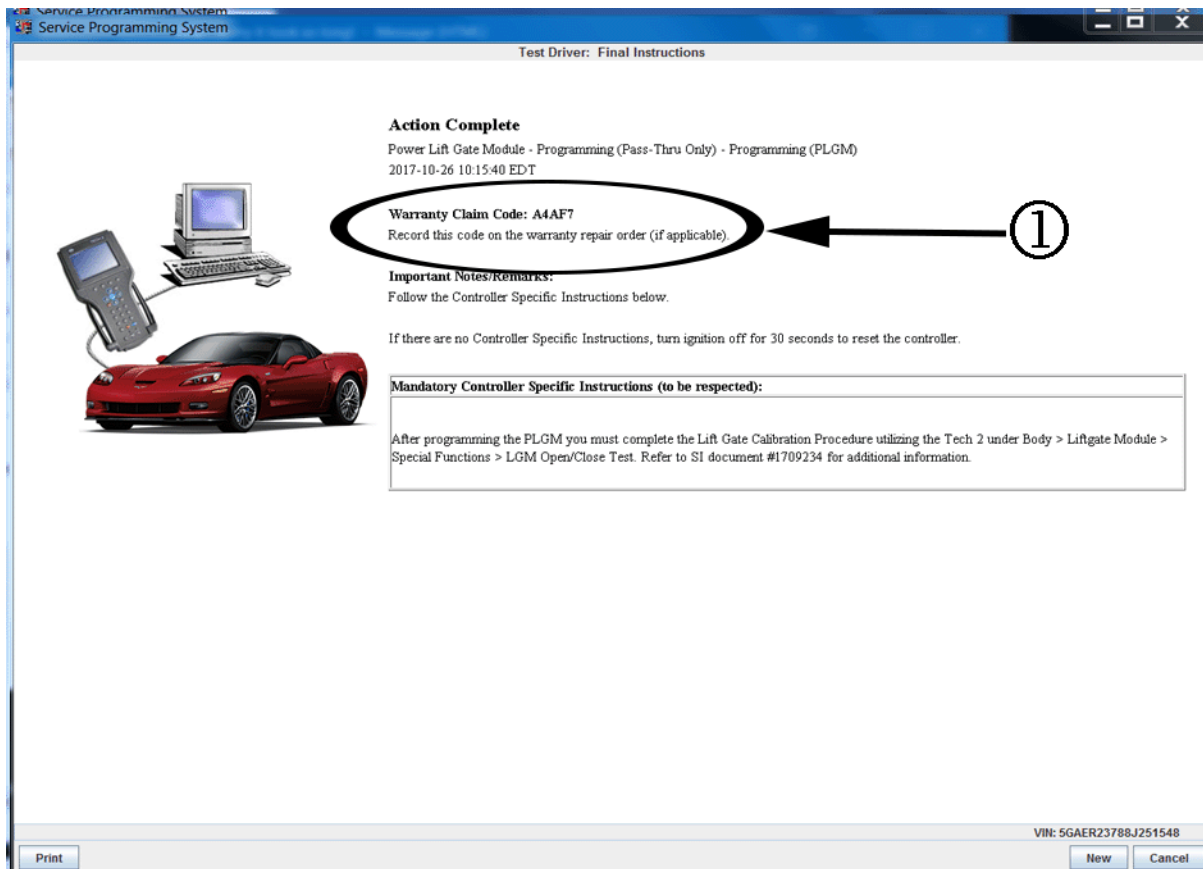 Service Programming System
Service Programming System
Test Driver: Final Instructions
Action Complete
Power Lift Gate Module - Programming (Pass-Thru Only) - Programming (PLGM)
2017-10-26 10:15:40 EDT
Warranty Claim Code: A4AF7
Record this code on the warranty repair order (if applicable).
①
Important Notes/Remarks:
Follow the Controller Specific Instructions below.
If there are no Controller Specific Instructions, turn ignition off for 30 seconds to reset the controller.
Mandatory Controller Specific Instructions (to be respected):
After programming the PLGM you must complete the Lift Gate Calibration Procedure utilizing the Tech 2 under Body > Liftgate Module >
Special Functions > LGM Open/Close Test. Refer to SI document #1709234 for additional information.
VIN: 5GAER23788J251548
Print
New
Cancel